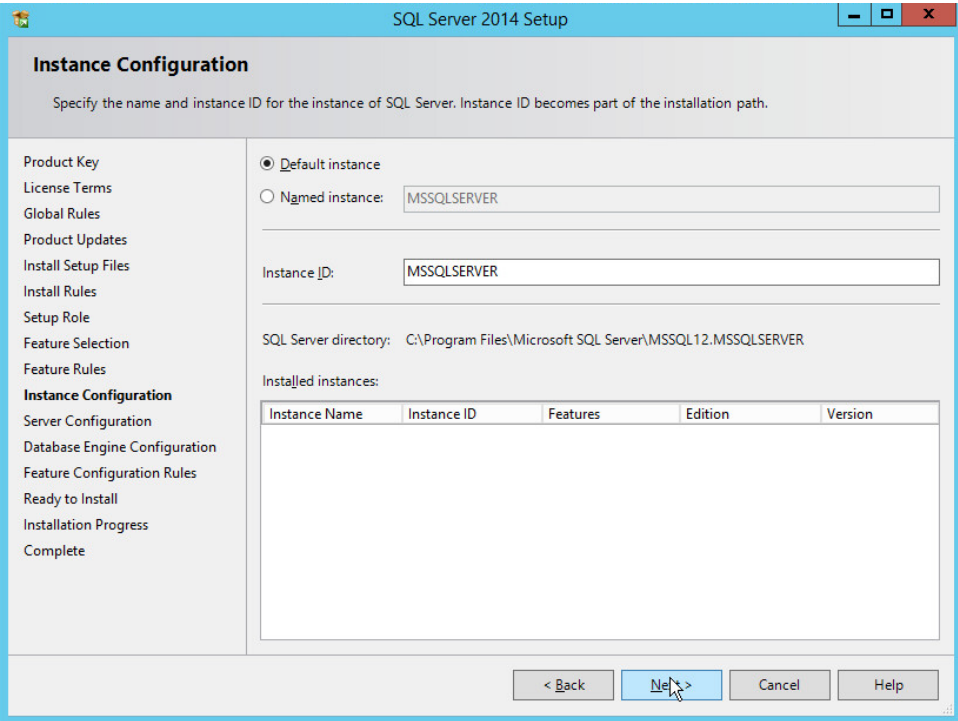 SQL Server 2014 Setup
Instance Configuration
Specify the name and instance ID for the instance of SQL Server. Instance ID becomes part of the installation path.
Product Key
License Terms
Global Rules
Product Updates
Install Setup Files
Install Rules
Setup Role
Feature Selection
Feature Rules
Instance Configuration
Server Configuration
Database Engine Configuration
Feature Configuration Rules
Ready to Install
Installation Progress
Complete
Default instance
Named instance: MSSQLSERVER
Instance ID: MSSQLSERVER
SQL Server directory: C:\Program Files\Microsoft SQL Server\MSSQL12.MSSQLSERVER
Installed instances:
Instance Name Instance ID Features Edition Version
< Back Next > Cancel Help